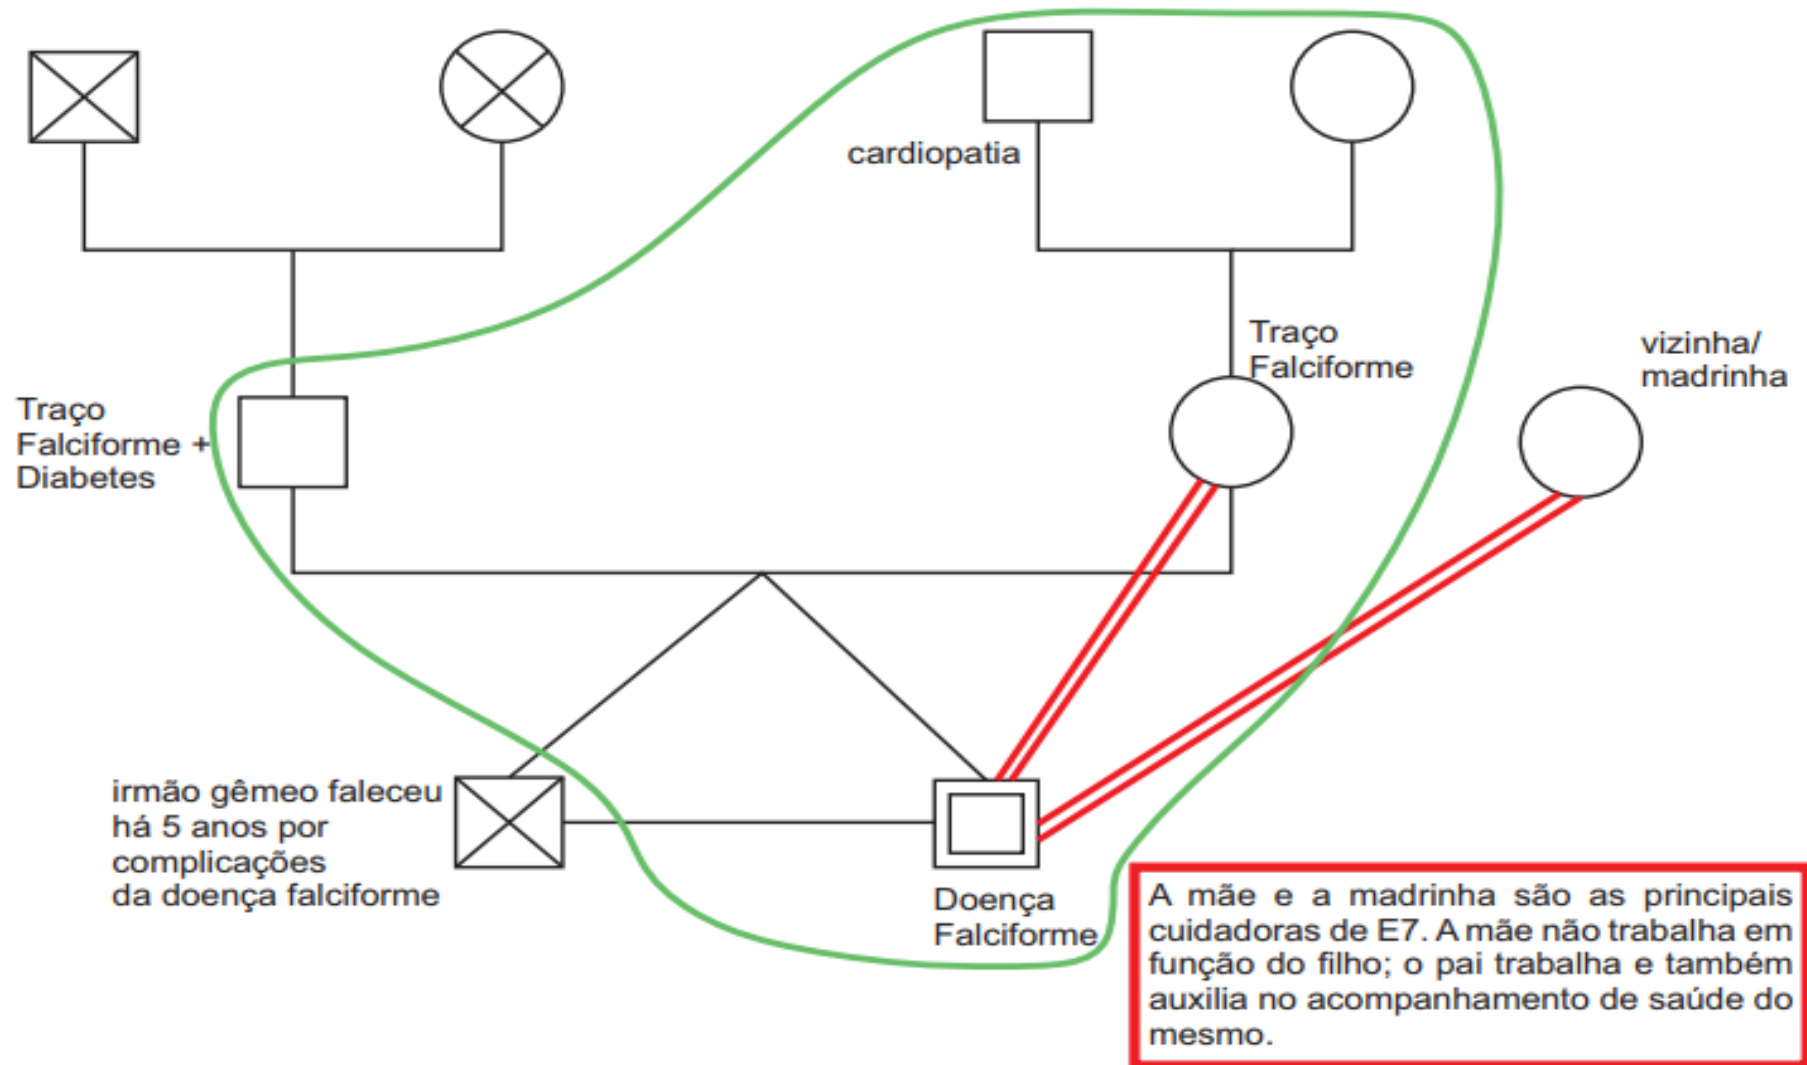 cardiopatia
Traço
Falciforme
vizinha/
madrinha
Traço
Falciforme +
Diabetes
irmão gêmeo faleceu
há 5 anos por
complicações
da doença falciforme
Doença
Falciforme
A mãe e a madrinha são as principais
cuidadoras de E7. A mãe não trabalha em
função do filho; o pai trabalha e também
auxilia no acompanhamento de saúde do
mesmo.